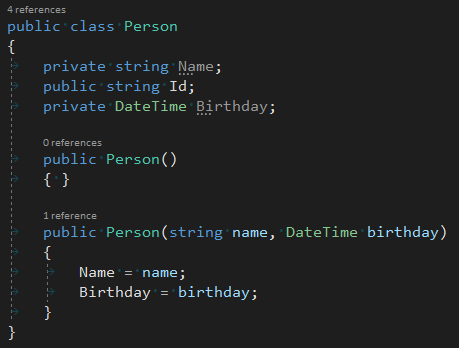 4 references
public class Person
{
private string Name;
public string Id;
private DateTime Birthday;
0 references
public Person()
{ }
1 reference
public Person(string name, DateTime birthday)
{
Name = name;
Birthday = birthday;
}
}